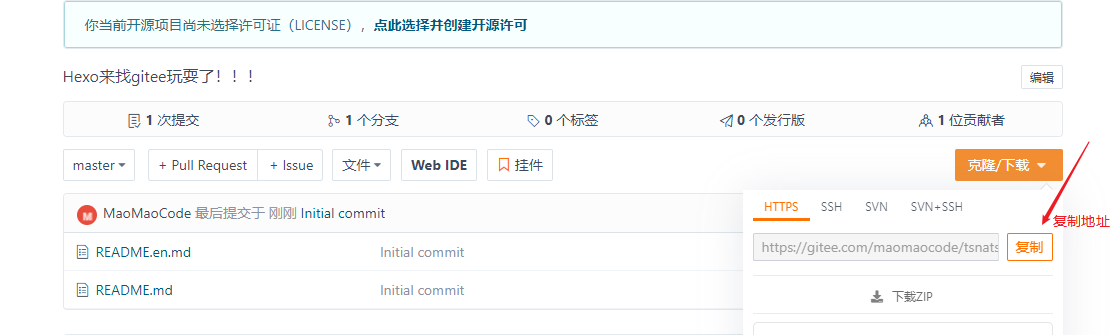 你当前开源项目尚未选择许可证（LICENSE），点此选择并创建开源许可
Hexo来找gitee玩耍了！！！
编辑
1 次提交
1 个分支
0 个标签
0 个发行版
1 位贡献者
master
+ Pull Request
+ Issue
文件
Web IDE
挂件
克隆/下载
M MaoMaoCode 最后提交于 刚刚 Initial commit
HTTPS SSH SVN SVN+SSH
复制地址
https://gitee.com/maomaocode/tsnats
复制
README.en.md Initial commit
README.md Initial commit
下载ZIP